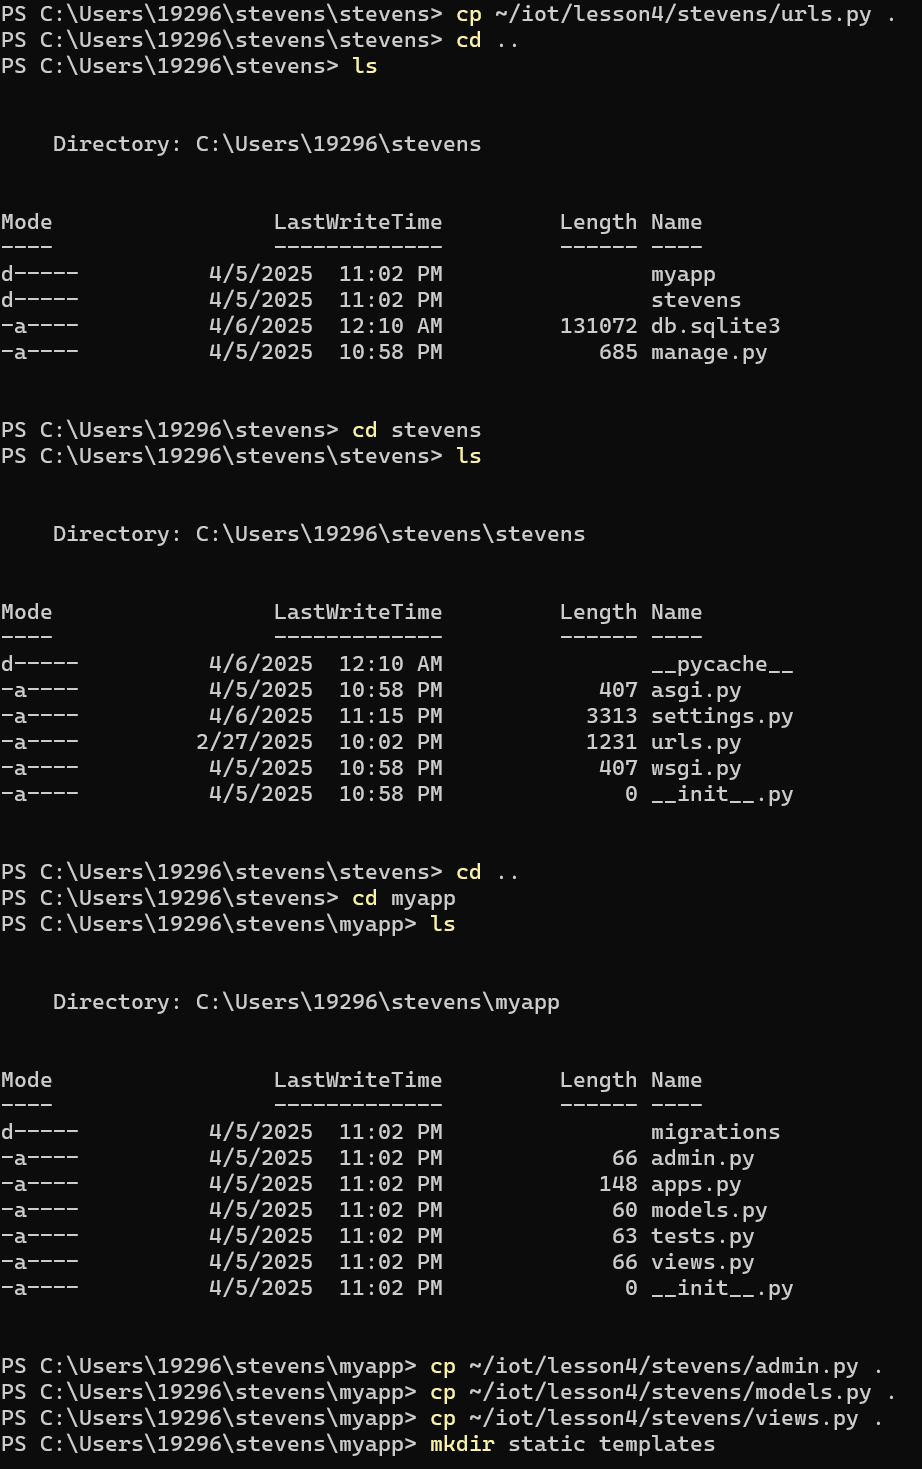 PS C:\Users\19296\stevens\stevens> cp ~/iot/lesson4/stevens/urls.py .
PS C:\Users\19296\stevens\stevens> cd ..
PS C:\Users\19296\stevens> ls
Directory: C:\Users\19296\stevens
Mode                 LastWriteTime         Length Name
----                 -------------         ------ ----
d-----          4/5/2025  11:02 PM                myapp
d-----          4/5/2025  11:02 PM                stevens
-a----          4/6/2025  12:10 AM         131072 db.sqlite3
-a----          4/5/2025  10:58 PM            685 manage.py
PS C:\Users\19296\stevens> cd stevens
PS C:\Users\19296\stevens\stevens> ls
Directory: C:\Users\19296\stevens\stevens
Mode                 LastWriteTime         Length Name
----                 -------------         ------ ----
d-----          4/6/2025  12:10 AM                __pycache__
-a----          4/5/2025  10:58 PM            407 asgi.py
-a----          4/6/2025  11:15 PM           3313 settings.py
-a----         2/27/2025  10:02 PM           1231 urls.py
-a----          4/5/2025  10:58 PM            407 wsgi.py
-a----          4/5/2025  10:58 PM              0 __init__.py
PS C:\Users\19296\stevens\stevens> cd ..
PS C:\Users\19296\stevens> cd myapp
PS C:\Users\19296\stevens\myapp> ls
Directory: C:\Users\19296\stevens\myapp
Mode                 LastWriteTime         Length Name
----                 -------------         ------ ----
d-----          4/5/2025  11:02 PM                migrations
-a----          4/5/2025  11:02 PM             66 admin.py
-a----          4/5/2025  11:02 PM            148 apps.py
-a----          4/5/2025  11:02 PM             60 models.py
-a----          4/5/2025  11:02 PM             63 tests.py
-a----          4/5/2025  11:02 PM             66 views.py
-a----          4/5/2025  11:02 PM              0 __init__.py
PS C:\Users\19296\stevens\myapp> cp ~/iot/lesson4/stevens/admin.py .
PS C:\Users\19296\stevens\myapp> cp ~/iot/lesson4/stevens/models.py .
PS C:\Users\19296\stevens\myapp> cp ~/iot/lesson4/stevens/views.py .
PS C:\Users\19296\stevens\myapp> mkdir static templates